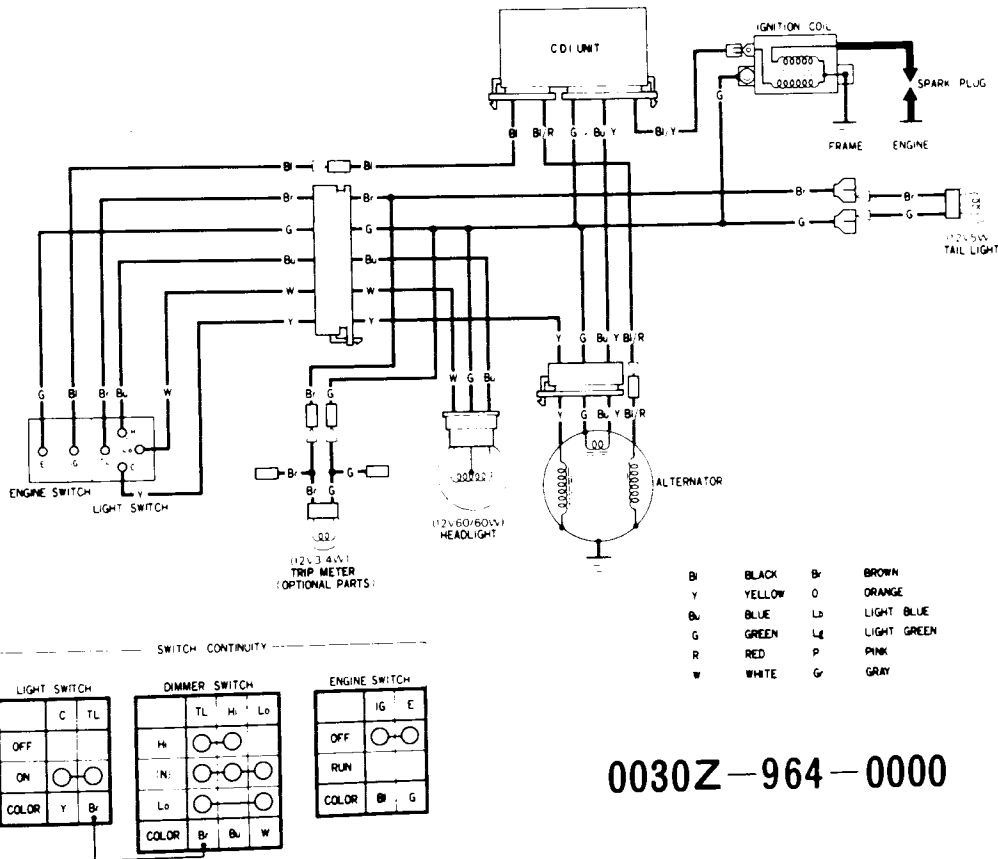 IGNITION COIL
CDI UNIT
SPARK PLUG
G
Bl Bl/R G Bu Y Bl/Y
FRAME ENGINE
Bl Bl
Br Br Br Br
G G G G
(12V5W)
TAIL LIGHT
Bu Bu
W W
Y Y
Y G Bu Y Bl/R
G Bl Br Bu W
Br G
W G Bu
Y G Bu Y Bl/R
H
Lo
E IG TL C
Br G
ENGINE SWITCH
Y
LIGHT SWITCH
Br G
ALTERNATOR
(12V60/60W)
HEADLIGHT
(12V3.4W)
TRIP METER
(OPTIONAL PARTS)
Bl BLACK Br BROWN
Y YELLOW O ORANGE
Bu BLUE Lb LIGHT BLUE
G GREEN Lg LIGHT GREEN
R RED P PINK
W WHITE Gr GRAY
SWITCH CONTINUITY
LIGHT SWITCH
C TL
OFF
ON
COLOR Y Br
DIMMER SWITCH
TL Hi Lo
Hi
(N)
Lo
COLOR Br Bu W
ENGINE SWITCH
IG E
OFF
RUN
COLOR Bl G
0030Z-964-0000